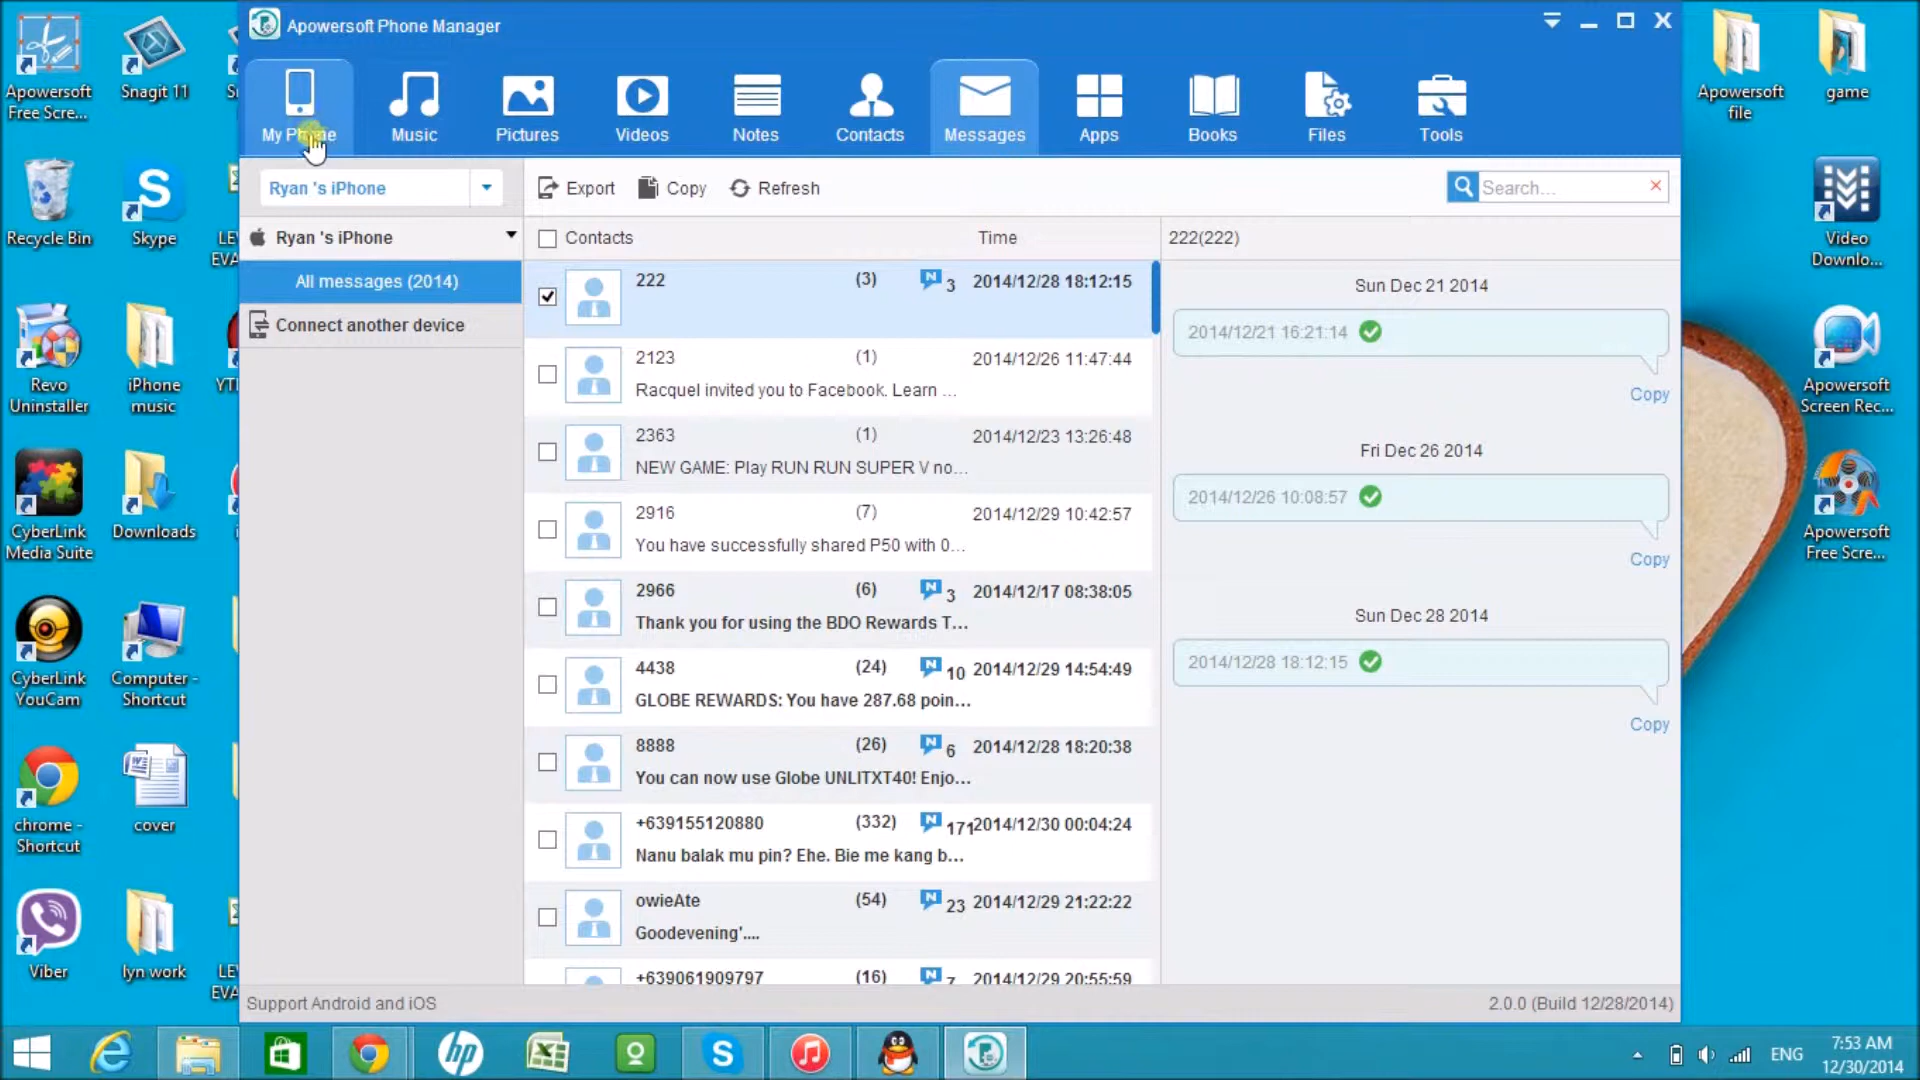 Apowersoft Phone Manager
My Phone
Music
Pictures
Videos
Notes
Contacts
Messages
Apps
Books
Files
Tools
Ryan 's iPhone
Export
Copy
Refresh
Search...
Ryan 's iPhone
All messages (2014)
Connect another device
Contacts
Time
222(222)
222 (3) 3 2014/12/28 18:12:15
2123 (1) 2014/12/26 11:47:44
Racquel invited you to Facebook. Learn ...
2363 (1) 2014/12/23 13:26:48
NEW GAME: Play RUN RUN SUPER V no...
2916 (7) 2014/12/29 10:42:57
You have successfully shared P50 with 0...
2966 (6) 3 2014/12/17 08:38:05
Thank you for using the BDO Rewards T...
4438 (24) 10 2014/12/29 14:54:49
GLOBE REWARDS: You have 287.68 poin...
8888 (26) 6 2014/12/28 18:20:38
You can now use Globe UNLITXT40! Enjo...
+639155120880 (332) 171 2014/12/30 00:04:24
Nanu balak mu pin? Ehe. Bie me kang b...
owieAte (54) 23 2014/12/29 21:22:22
Goodevening'....
+639061909797 (16) 7 2014/12/29 20:55:59
Sun Dec 21 2014
2014/12/21 16:21:14
Copy
Fri Dec 26 2014
2014/12/26 10:08:57
Copy
Sun Dec 28 2014
2014/12/28 18:12:15
Copy
Support Android and iOS
2.0.0 (Build 12/28/2014)
Apowersoft
Free Scre...
Snagit 11
Recycle Bin
Skype
Revo
Uninstaller
iPhone
music
CyberLink
Media Suite
Downloads
CyberLink
YouCam
Computer -
Shortcut
chrome -
Shortcut
cover
Viber
lyn work
Apowersoft
file
game
Video
Downlo...
Apowersoft
Screen Rec...
Apowersoft
Free Scre...
ENG
7:53 AM
12/30/2014